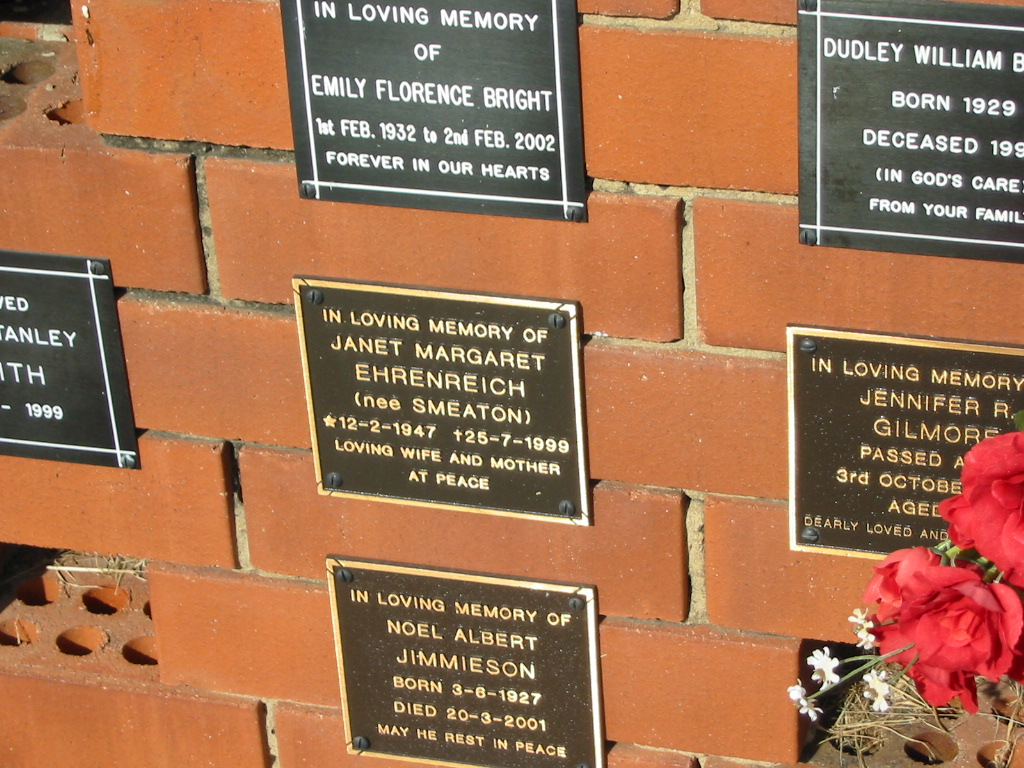 IN LOVING MEMORY
OF
EMILY FLORENCE BRIGHT
1st FEB. 1932 to 2nd FEB. 2002
FOREVER IN OUR HEARTS
DUDLEY WILLIAM B
BORN 1929
DECEASED 199
(IN GOD'S CARE)
FROM YOUR FAMIL
VED
TANLEY
ITH
- 1999
IN LOVING MEMORY OF
JANET MARGARET
EHRENREICH
(nee SMEATON)
*12-2-1947 †25-7-1999
LOVING WIFE AND MOTHER
AT PEACE
IN LOVING MEMORY
JENNIFER R.
GILMORE
PASSED A
3rd OCTOBE
AGED
DEARLY LOVED AND
IN LOVING MEMORY OF
NOEL ALBERT
JIMMIESON
BORN 3-6-1927
DIED 20-3-2001
MAY HE REST IN PEACE